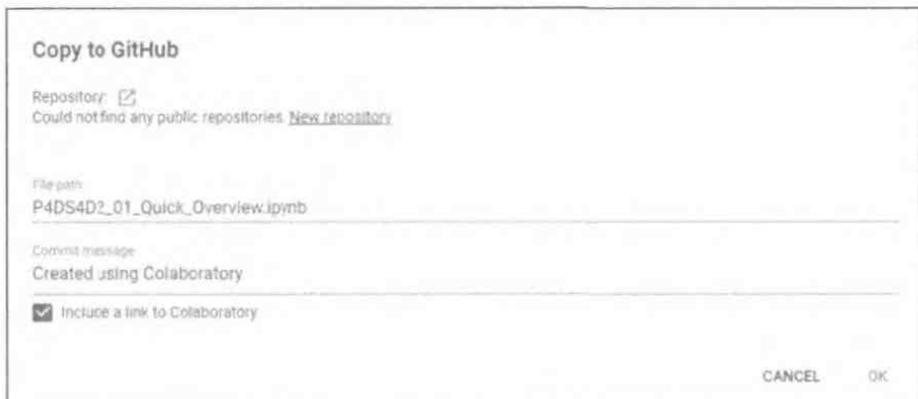 Copy to GitHub
Repository:
Could not find any public repositories. New repository
File path
P4DS4D2_01_Quick_Overview.ipynb
Commit message
Created using Colaboratory
Include a link to Colaboratory
CANCEL OK